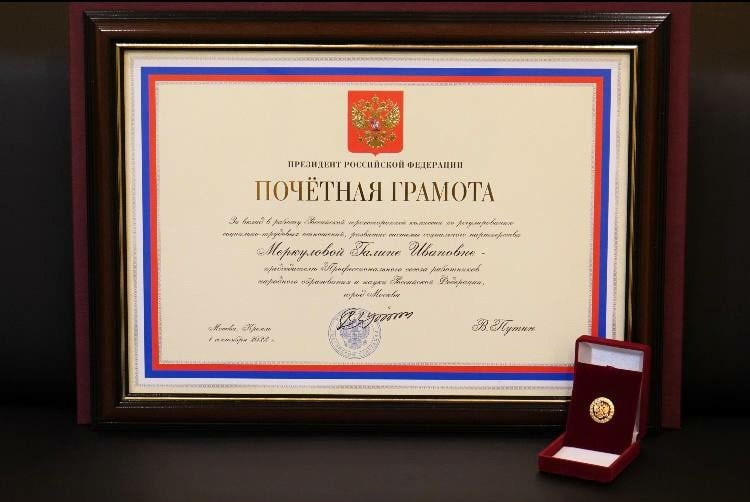 ПРЕЗИДЕНТ РОССИЙСКОЙ ФЕДЕРАЦИИ
ПОЧЁТНАЯ ГРАМОТА
За вклад в работу Российской трехсторонней комиссии по регулированию
социально-трудовых отношений, развитие системы социального партнерства
Меркуловой Галине Ивановне -
председателю Профессионального союза работников
народного образования и науки Российской Федерации,
город Москва
Москва, Кремль
В.Путин
октября